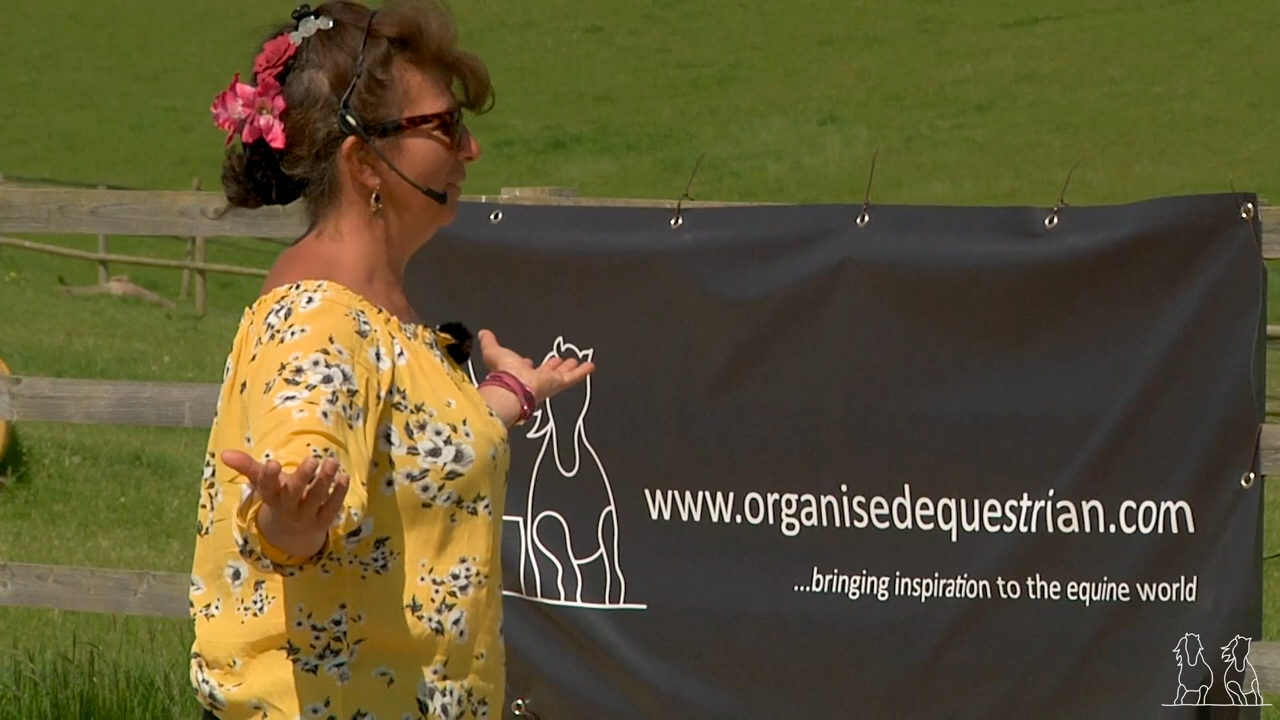 www.organisedequestrian.com
...bringing inspiration to the equine world